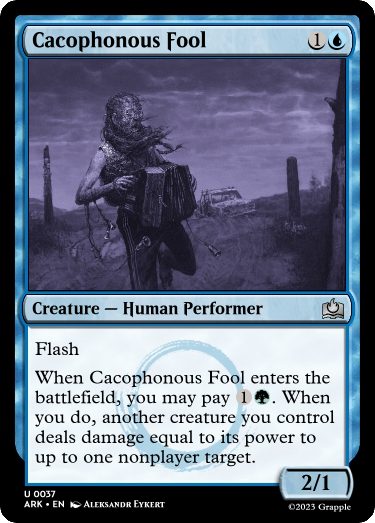 Cacophonous Fool 1
Creature — Human Performer
Flash
When Cacophonous Fool enters the
battlefield, you may pay 1. When
you do, another creature you control
deals damage equal to its power to
up to one nonplayer target.
2/1
U 0037
ARK • EN Aleksandr Eykert
©2023 Grapple